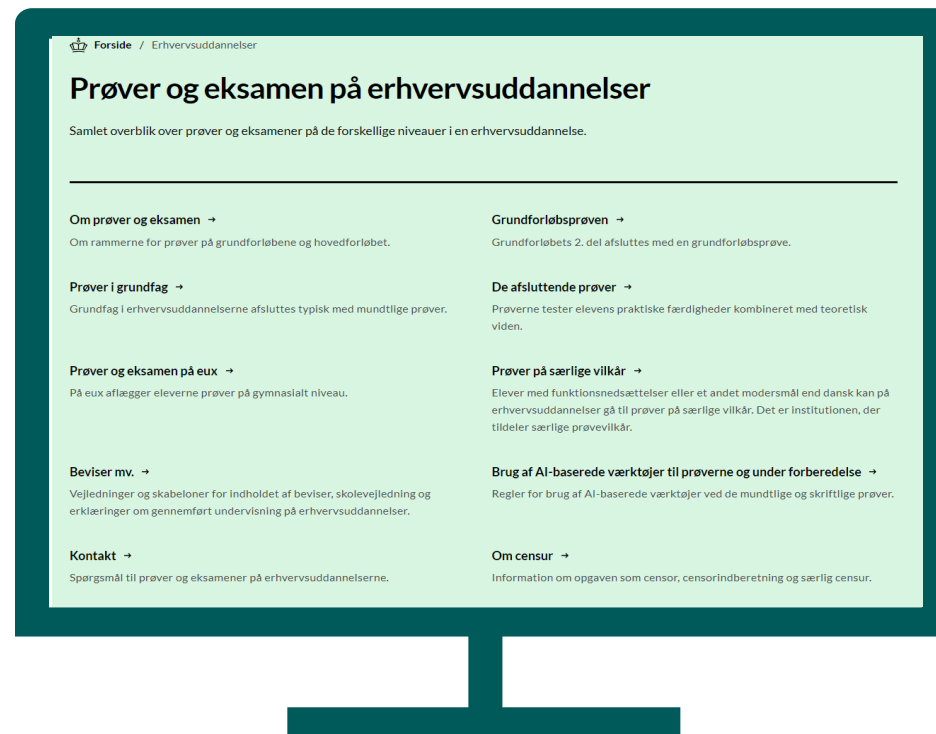 Forside / Erhvervsuddannelser
Prøver og eksamen på erhvervsuddannelser
Samlet overblik over prøver og eksamener på de forskellige niveauer i en erhvervsuddannelse.
Om prøver og eksamen →
Om rammerne for prøver på grundforløbene og hovedforløbet.
Grundforløbsprøven →
Grundforløbets 2. del afsluttes med en grundforløbsprøve.
Prøver i grundfag →
Grundfag i erhvervsuddannelserne afsluttes typisk med mundtlige prøver.
De afsluttende prøver →
Prøverne tester elevens praktiske færdigheder kombineret med teoretisk
viden.
Prøver og eksamen på eux →
På eux aflægger eleverne prøver på gymnasialt niveau.
Prøver på særlige vilkår →
Elever med funktionsnedsættelser eller et andet modersmål end dansk kan på
erhvervsuddannelser gå til prøver på særlige vilkår. Det er institutionen, der
tildeler særlige prøvevilkår.
Beviser mv. →
Vejledninger og skabeloner for indholdet af beviser, skolevejledning og
erklæringer om gennemført undervisning på erhvervsuddannelser.
Brug af AI-baserede værktøjer til prøverne og under forberedelse →
Regler for brug af AI-baserede værktøjer ved de mundtlige og skriftlige prøver.
Kontakt →
Spørgsmål til prøver og eksamener på erhvervsuddannelserne.
Om censur →
Information om opgaven som censor, censorindberetning og særlig censur.